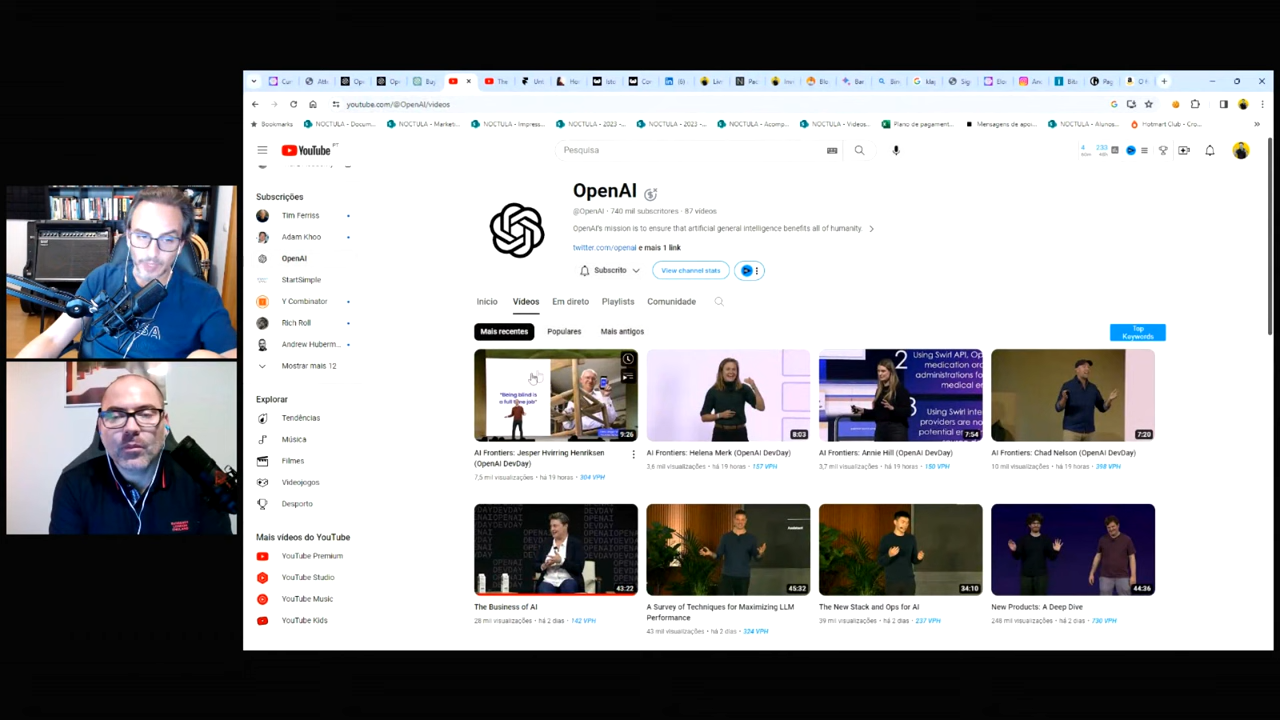 youtube.com/@OpenAI/videos
Bookmarks
NOCTULA - Docum...
NOCTULA - Marketi...
NOCTULA - Impress...
NOCTULA - 2023 -...
NOCTULA - 2023 -...
NOCTULA - Acomp...
NOCTULA - Videos...
Plano de pagament...
Mensagens de apoi...
NOCTULA - Alunos...
Hotmart Club - Cro...
YouTube PT
Pesquisa
Subscrições
Tim Ferriss
Adam Khoo
OpenAI
StartSimple
Y Combinator
Rich Roll
Andrew Huberm...
Mostrar mais 12
Explorar
Tendências
Música
Filmes
Videojogos
Desporto
Mais vídeos do YouTube
YouTube Premium
YouTube Studio
YouTube Music
YouTube Kids
OpenAI
@OpenAI · 740 mil subscritores · 87 vídeos
OpenAI's mission is to ensure that artificial general intelligence benefits all of humanity.
twitter.com/openai e mais 1 link
Subscrito
View channel stats
Início
Vídeos
Em direto
Playlists
Comunidade
Mais recentes
Populares
Mais antigos
Top
Keywords
"Being blind is
a full time job"
9:26
AI Frontiers: Jesper Hvirring Henriksen
(OpenAI DevDay)
7,5 mil visualizações · há 19 horas 304 VPH
8:03
AI Frontiers: Helena Merk (OpenAI DevDay)
3,6 mil visualizações · há 19 horas 157 VPH
2
Using Swirl API, Op
medication or
administrations fo
medical e
3
Using Swirl inte
providers are no
7:54
AI Frontiers: Annie Hill (OpenAI DevDay)
3,7 mil visualizações · há 19 horas 150 VPH
7:20
AI Frontiers: Chad Nelson (OpenAI DevDay)
10 mil visualizações · há 19 horas 398 VPH
43:22
The Business of AI
28 mil visualizações · há 2 dias 142 VPH
45:32
A Survey of Techniques for Maximizing LLM
Performance
43 mil visualizações · há 2 dias 324 VPH
34:10
The New Stack and Ops for AI
39 mil visualizações · há 2 dias 237 VPH
44:36
New Products: A Deep Dive
248 mil visualizações · há 2 dias 730 VPH